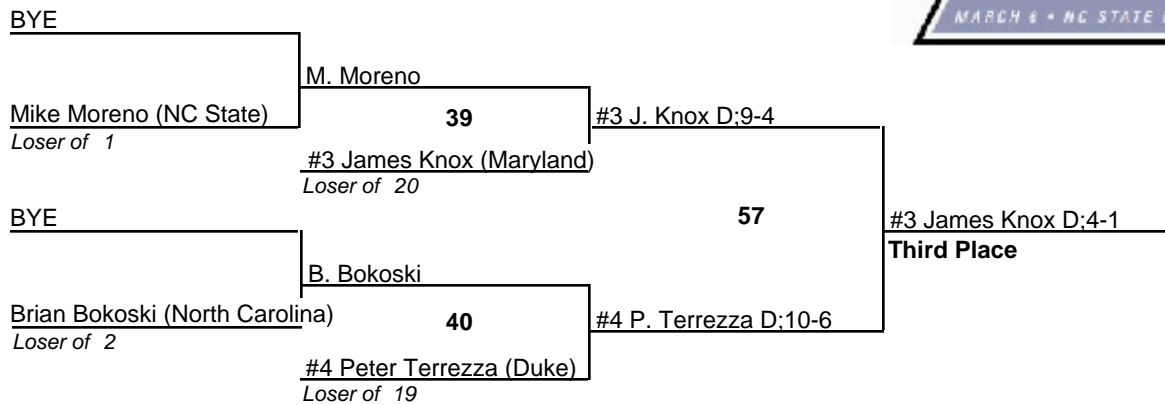 MARCH 6 • NC STATE
BYE
M. Moreno
Mike Moreno (NC State)
Loser of 1
39
#3 J. Knox D;9-4
#3 James Knox (Maryland)
Loser of 20
BYE
57
#3 James Knox D;4-1
Third Place
B. Bokoski
Brian Bokoski (North Carolina)
Loser of 2
40
#4 P. Terrezza D;10-6
#4 Peter Terrezza (Duke)
Loser of 19